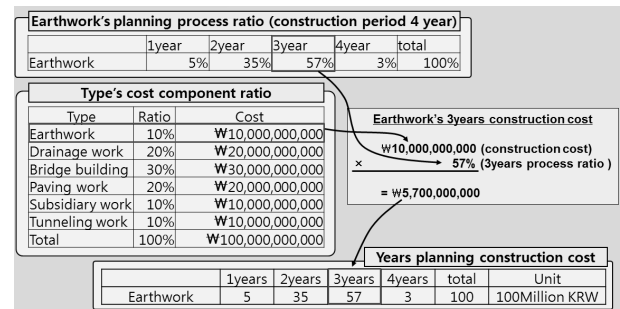 Earthwork's planning process ratio (construction period 4 year)
1year 2year 3year 4year total
Earthwork 5% 35% 57% 3% 100%
Type's cost component ratio
Type Ratio Cost
Earthwork 10% ₩10,000,000,000
Drainage work 20% ₩20,000,000,000
Bridge building 30% ₩30,000,000,000
Paving work 20% ₩20,000,000,000
Subsidiary work 10% ₩10,000,000,000
Tunneling work 10% ₩10,000,000,000
Total 100% ₩100,000,000,000
Earthwork's 3years construction cost
₩10,000,000,000 (construction cost)
× 57% (3years process ratio )
= ₩5,700,000,000
Years planning construction cost
1years 2years 3years 4years total Unit
Earthwork 5 35 57 3 100 100Million KRW